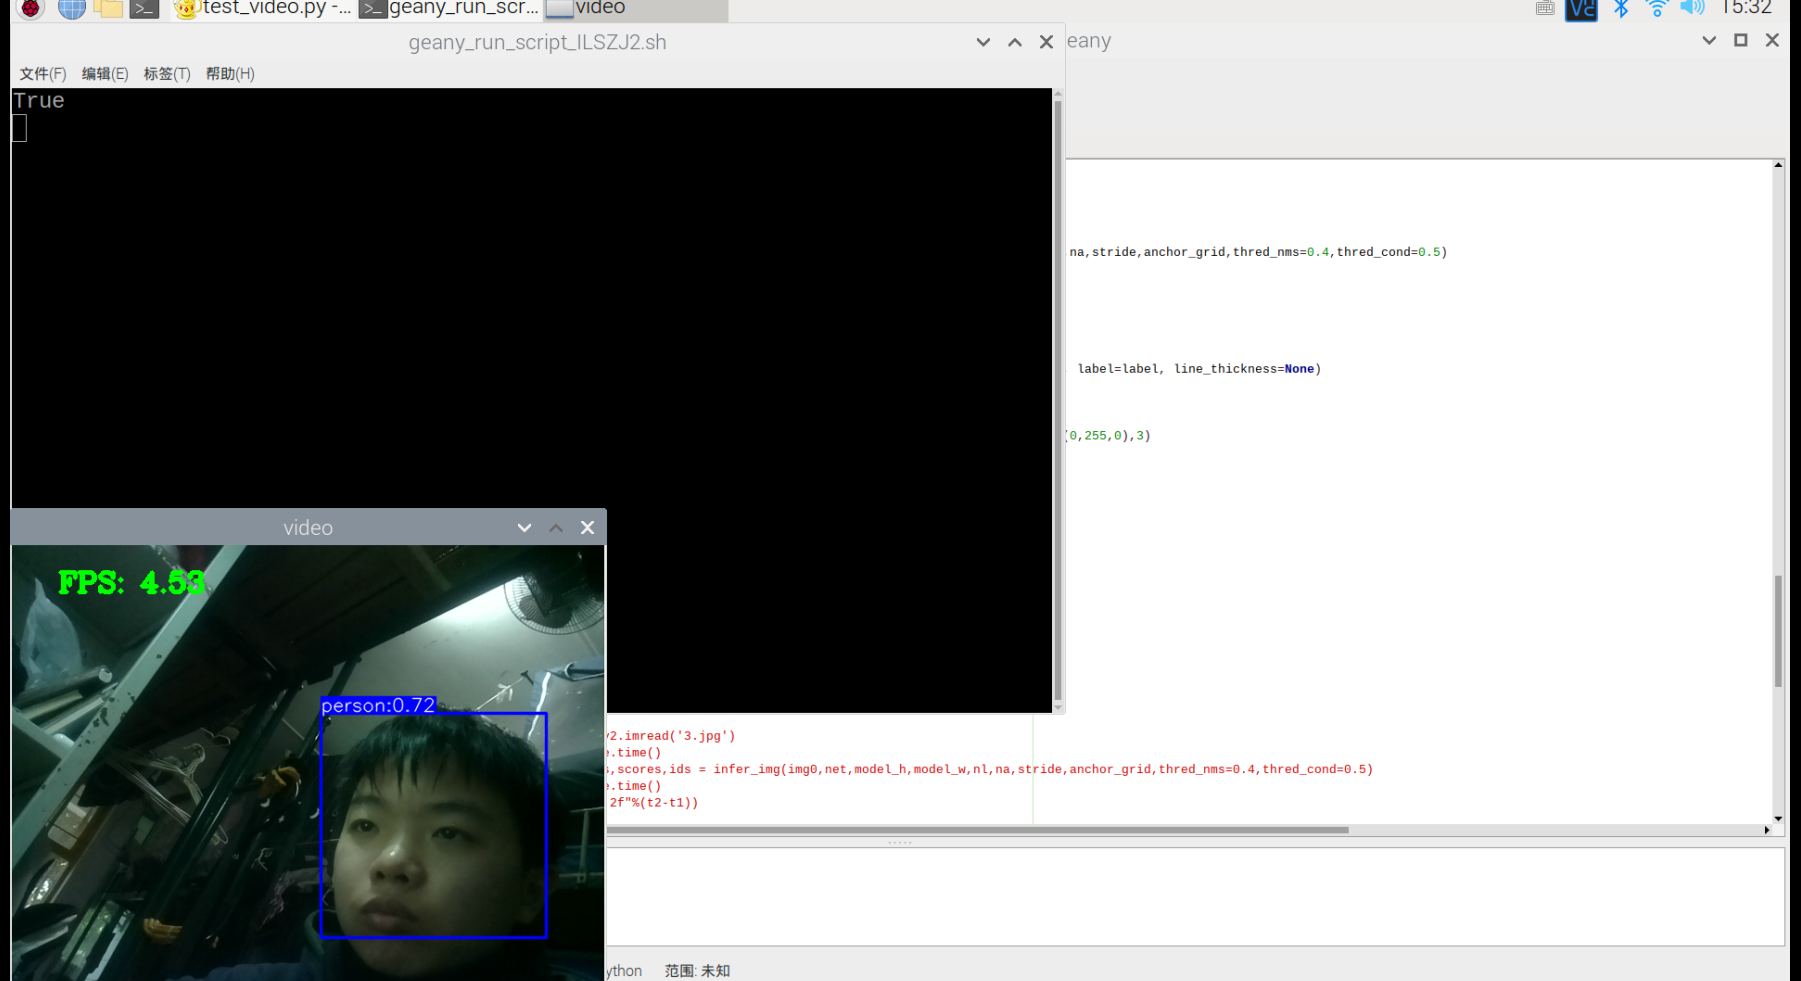 test_video.py -... geany_run_scr... video 15:32
geany_run_script_ILSZJ2.sh
eany
文件(F) 编辑(E) 标签(T) 帮助(H)
True
na,stride,anchor_grid,thred_nms=0.4,thred_cond=0.5)
label=label, line_thickness=None)
(0,255,0),3)
video
FPS: 4.53
person:0.72
v2.imread('3.jpg')
e.time()
s,scores,ids = infer_img(img0,net,model_h,model_w,nl,na,stride,anchor_grid,thred_nms=0.4,thred_cond=0.5)
e.time()
2f"%(t2-t1))
ython 范围: 未知